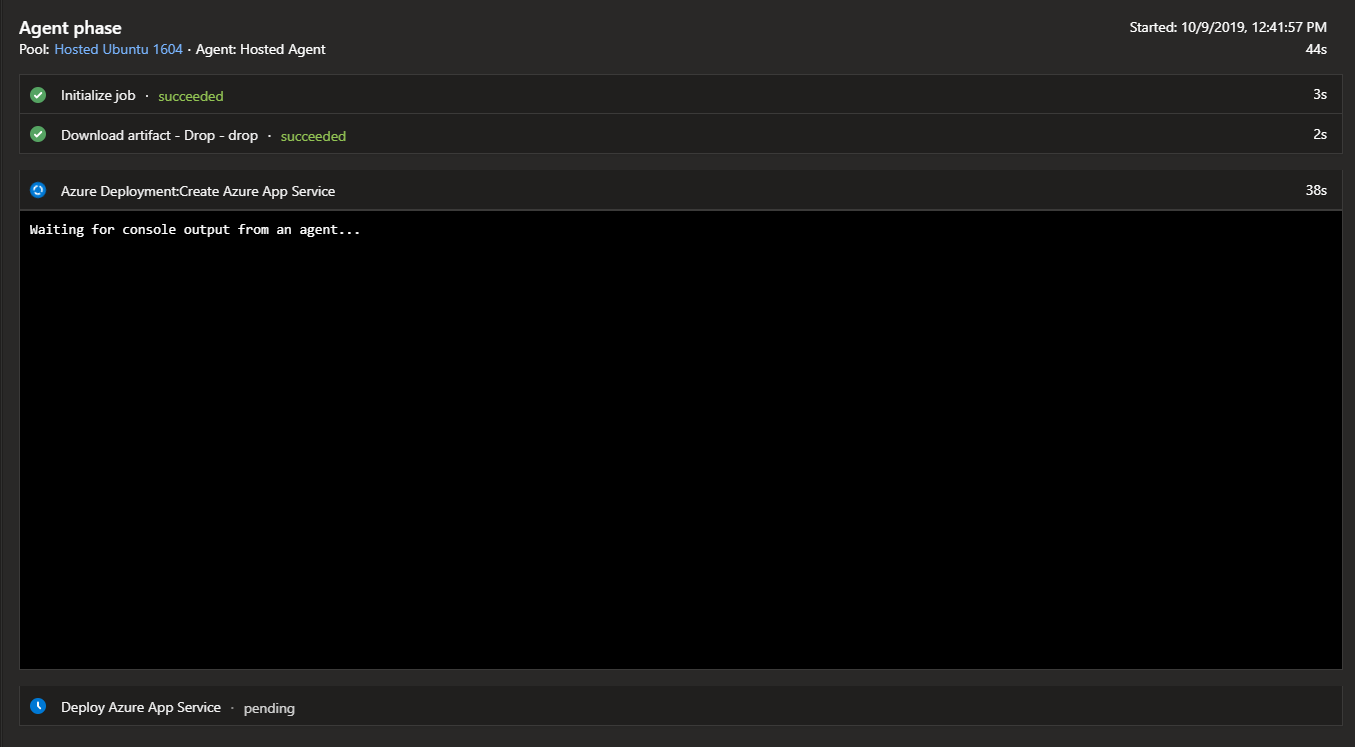 Agent phase
Started: 10/9/2019, 12:41:57 PM
Pool: Hosted Ubuntu 1604 · Agent: Hosted Agent
44s
Initialize job · succeeded
3s
Download artifact - Drop - drop · succeeded
2s
Azure Deployment:Create Azure App Service
38s
Waiting for console output from an agent...
Deploy Azure App Service · pending